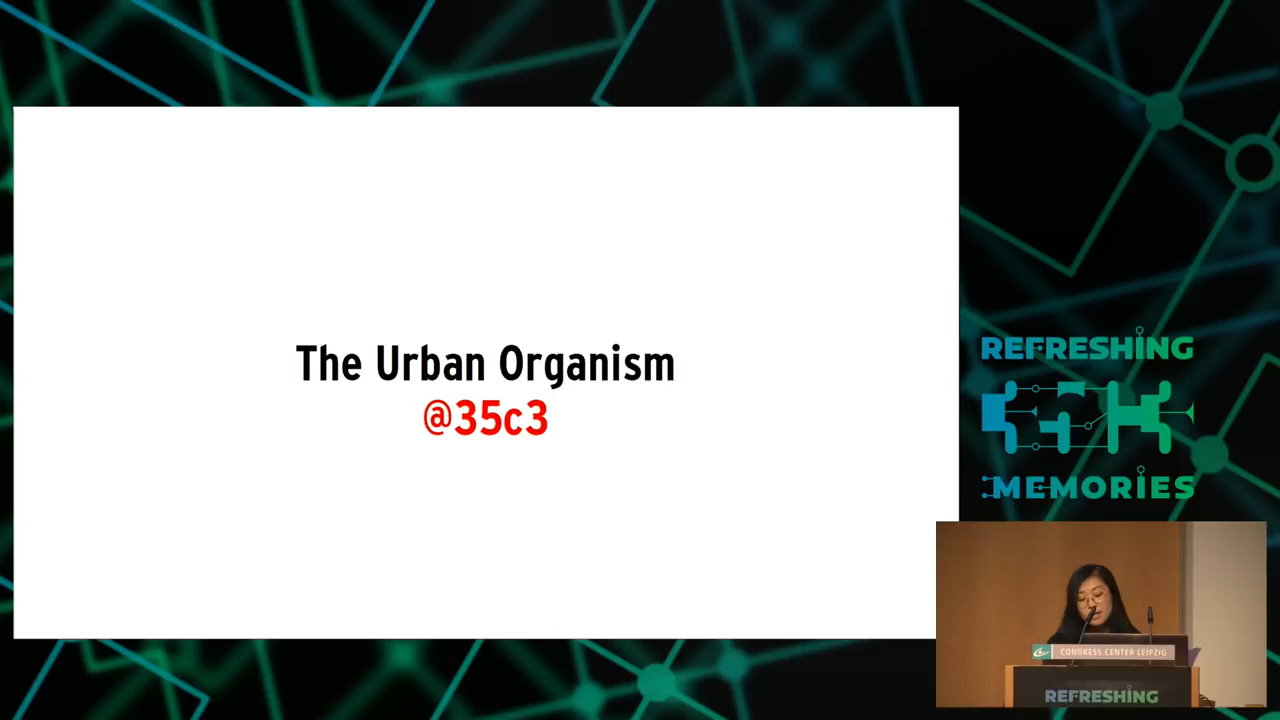 The Urban Organism
@35c3
REFRESHING
MEMORIES
CONGRESS CENTER LEIPZIG
REFRESHING